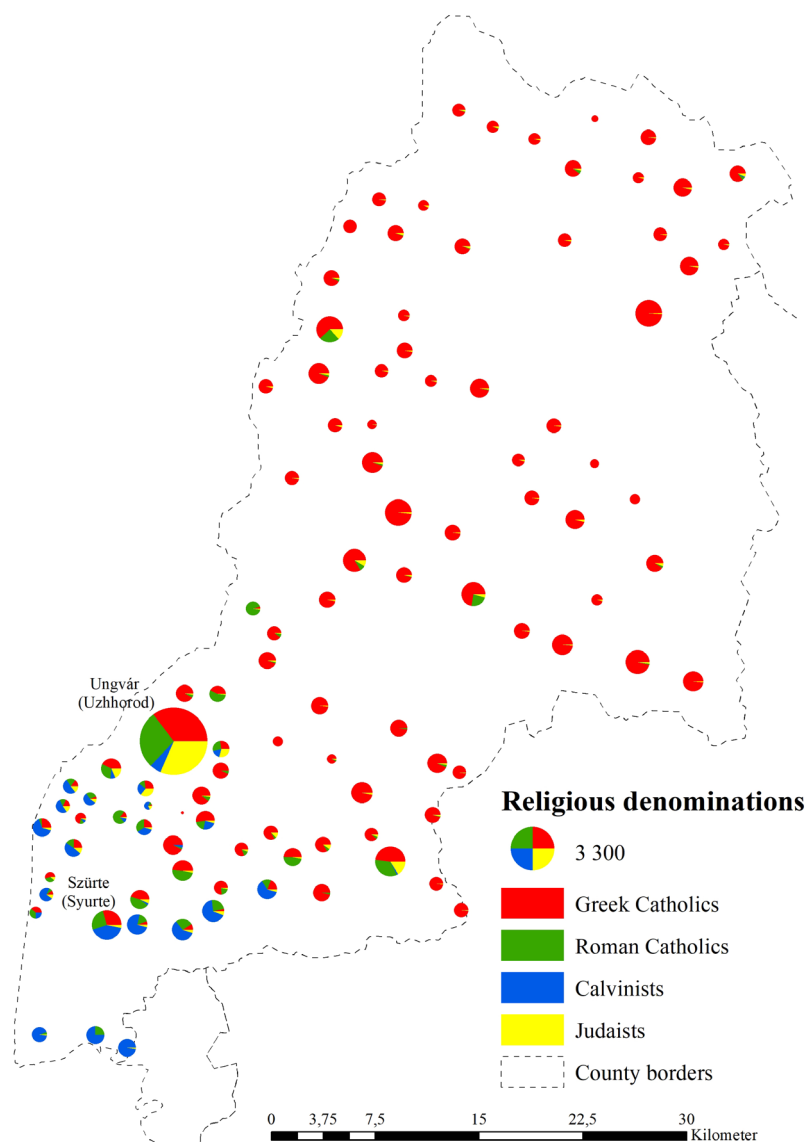 Ungvár
(Uzhhorod)
Szürte
(Syurte)
Religious denominations
3 300
Greek Catholics
Roman Catholics
Calvinists
Judaists
County borders
0 3,75 7,5 15 22,5 30
Kilometer